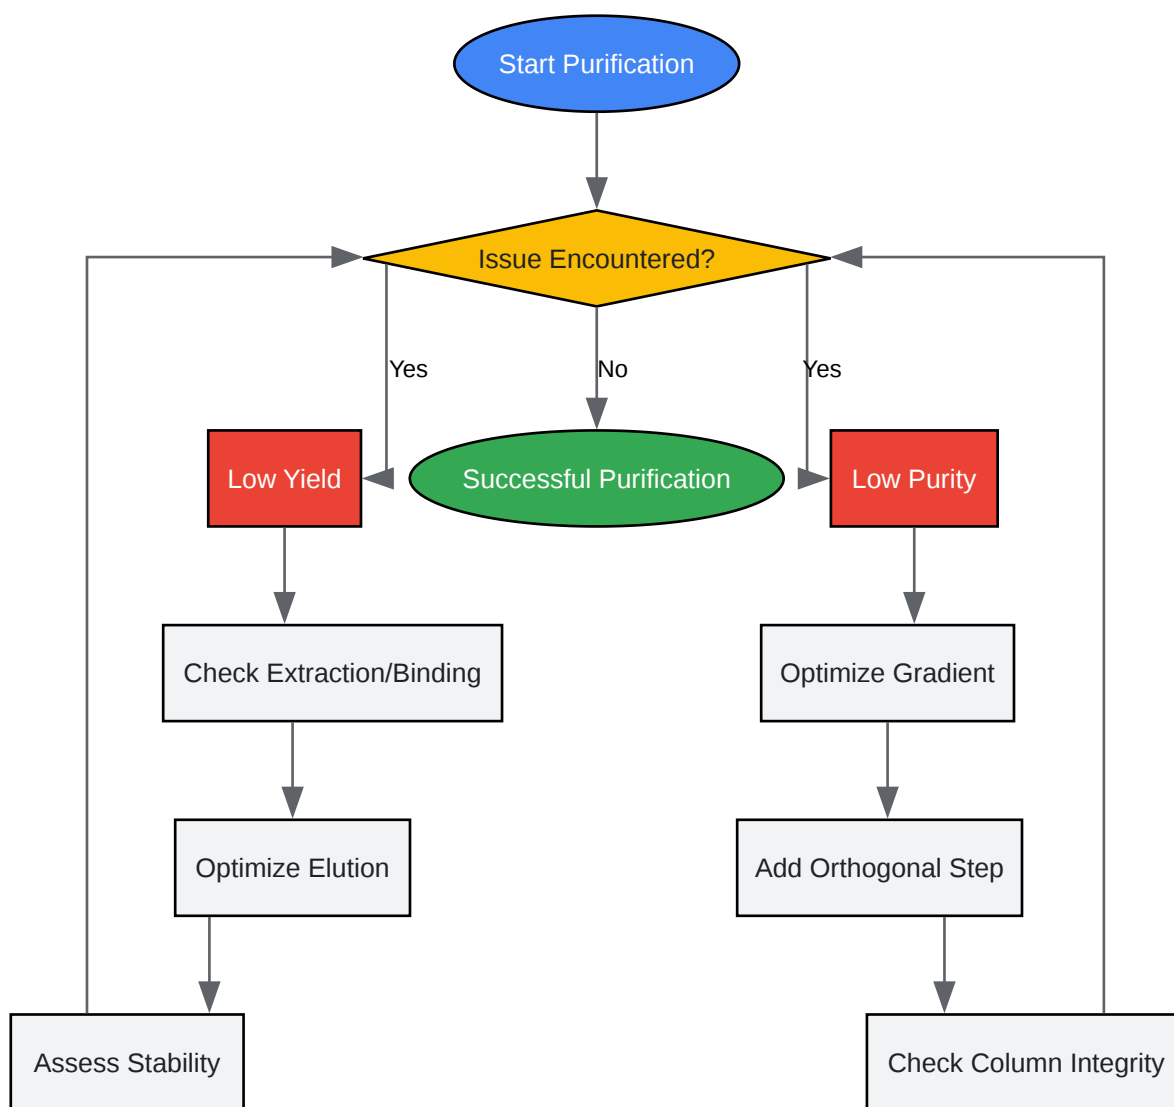 Start Purification
Issue Encountered?
Yes
No
Yes
Low Yield
Successful Purification
Low Purity
Check Extraction/Binding
Optimize Gradient
Optimize Elution
Add Orthogonal Step
Assess Stability
Check Column Integrity